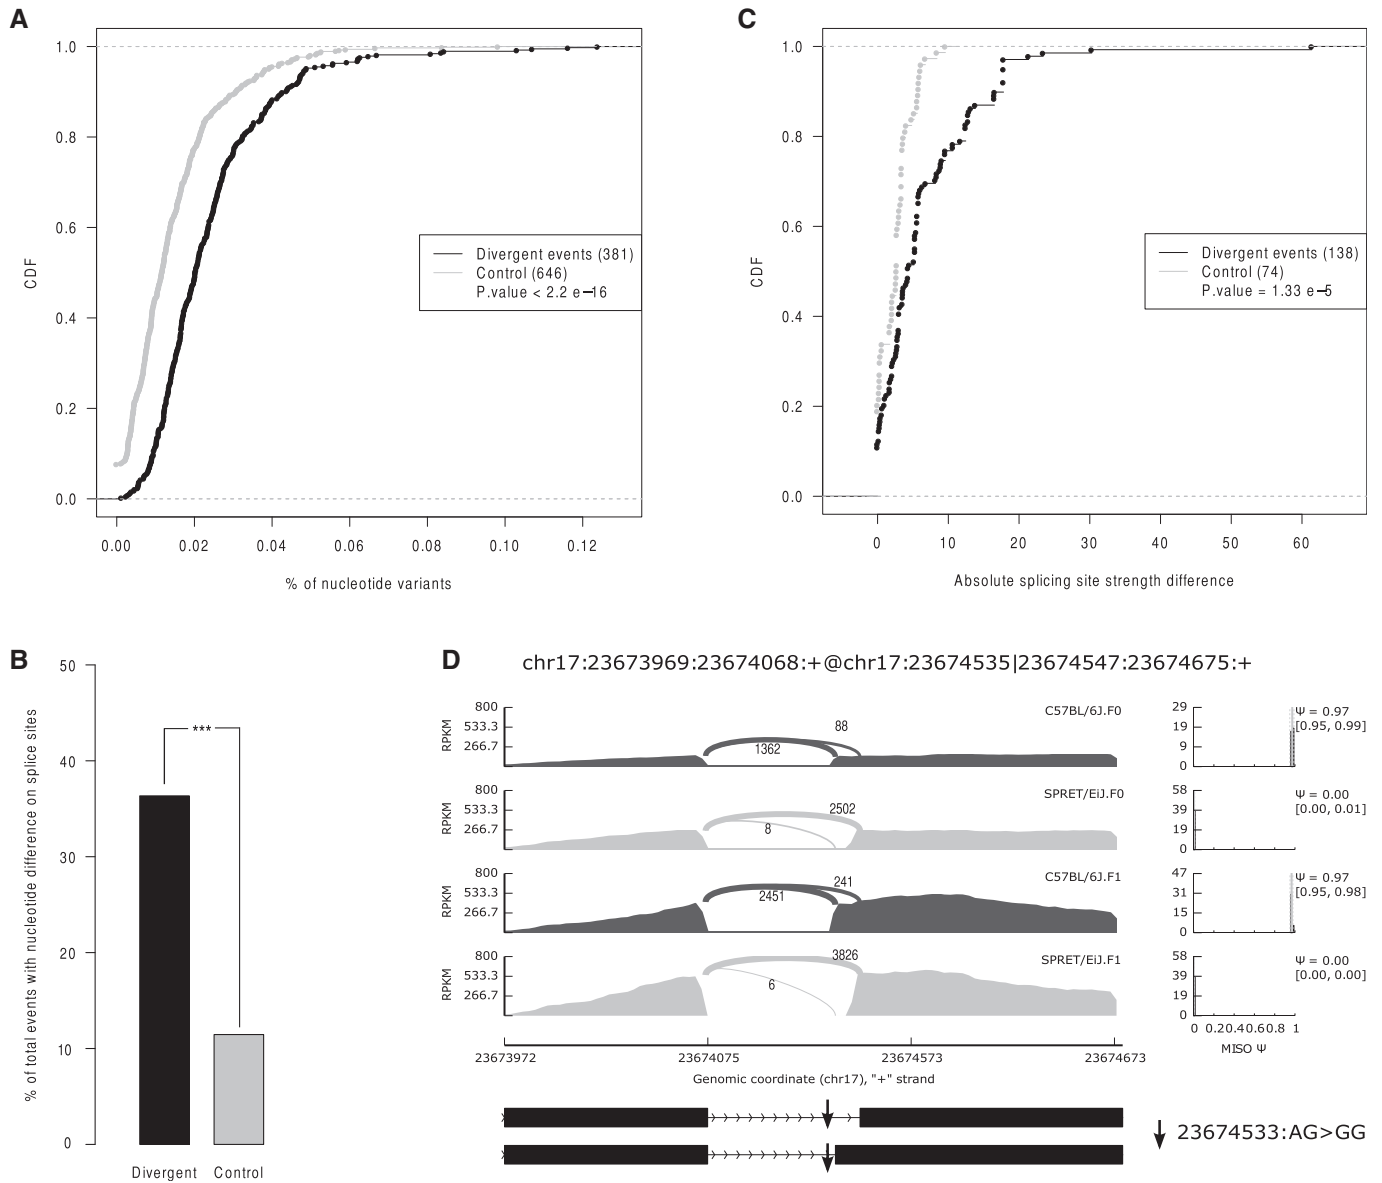 A
1.0
0.8
0.6
0.4
0.2
0.0
CDF
Divergent events (381)
Control (646)
P.value < 2.2 e−16
0.00 0.02 0.04 0.06 0.08 0.10 0.12
% of nucleotide variants
C
1.0
0.8
0.6
0.4
0.2
0.0
CDF
Divergent events (138)
Control (74)
P.value = 1.33 e−5
0 10 20 30 40 50 60
Absolute splicing site strength difference
B
50
40
30
20
10
0
% of total events with nucleotide difference on splice sites
***
Divergent Control
D
chr17:23673969:23674068:+@chr17:23674535|23674547:23674675:+
RPKM
800
533.3
266.7
88
1362
C57BL/6J.F0
29
19
9
0
Ψ = 0.97
[0.95, 0.99]
RPKM
800
533.3
266.7
2502
8
SPRET/EiJ.F0
58
39
19
0
Ψ = 0.00
[0.00, 0.01]
RPKM
800
533.3
266.7
241
2451
C57BL/6J.F1
47
31
15
0
Ψ = 0.97
[0.95, 0.98]
RPKM
800
533.3
266.7
3826
6
SPRET/EiJ.F1
58
39
19
0
Ψ = 0.00
[0.00, 0.00]
0 0.2 0.4 0.6 0.8 1
MISO Ψ
23673972 23674075 23674573 23674673
Genomic coordinate (chr17), "+" strand
23674533:AG>GG